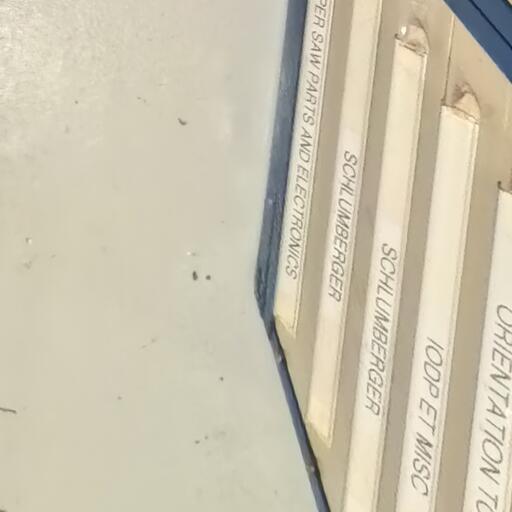 PER SAW PARTS AND ELECTRONICS
SCHLUMBERGER
SCHLUMBERGER
IODP ET MISC
ORIENTATION TO